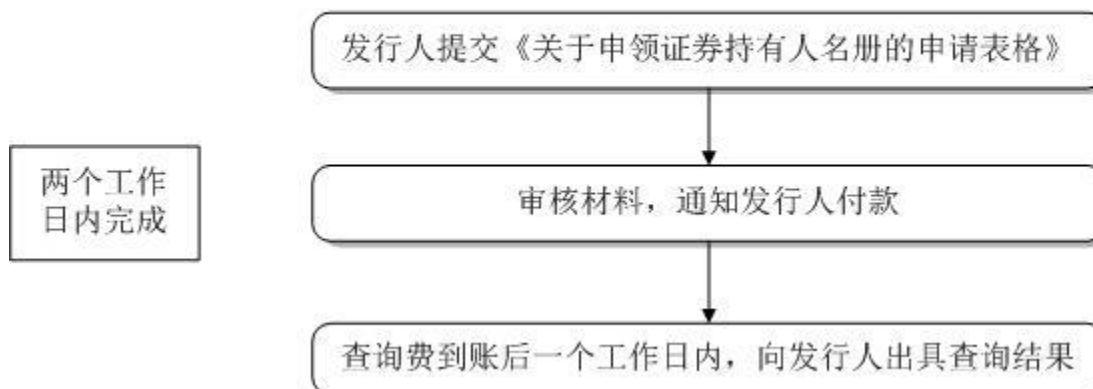 发行人提交《关于申领证券持有人名册的申请表格》
两个工作
日内完成
审核材料，通知发行人付款
查询费到账后一个工作日内，向发行人出具查询结果